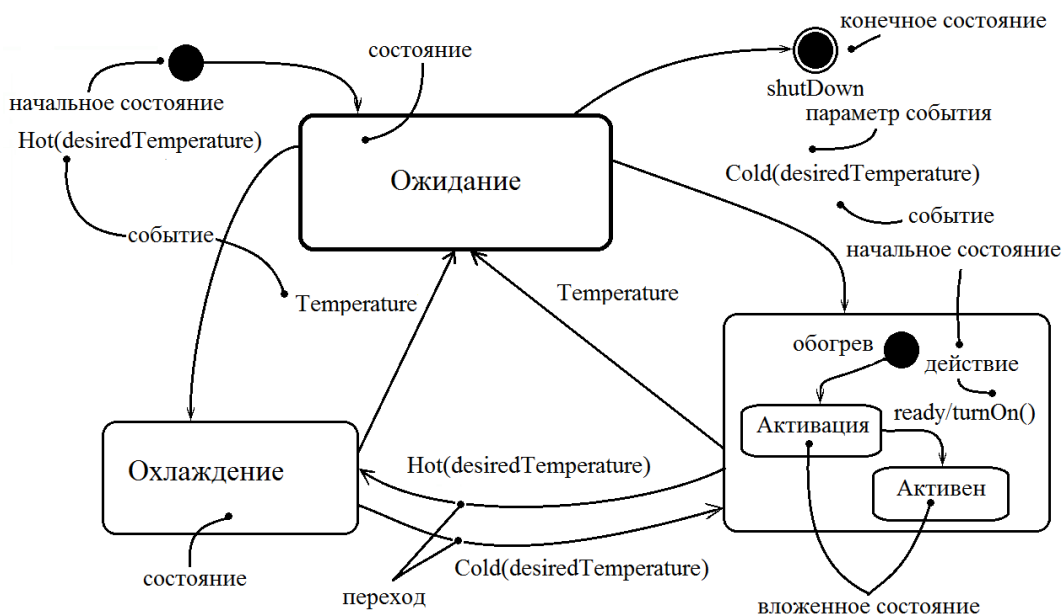 конечное состояние
состояние
shutDown
начальное состояние
параметр события
Hot(desiredTemperature)
Ожидание
Cold(desiredTemperature)
событие
событие
начальное состояние
Temperature
Temperature
обогрев
действие
Активация
ready/turnOn()
Охлаждение
Hot(desiredTemperature)
Активен
Cold(desiredTemperature)
состояние
переход
вложенное состояние